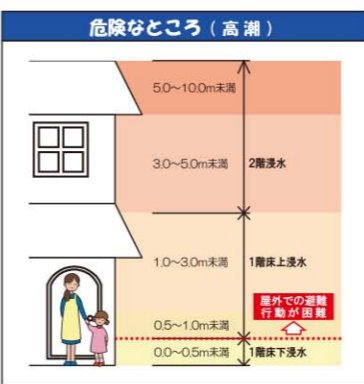 危険なところ（高潮）
5.0～10.0m未満
3.0～5.0m未満 2階浸水
1.0～3.0m未満 1階床上浸水
屋外での避難
行動が困難
0.5～1.0m未満
0.0～0.5m未満 1階床下浸水